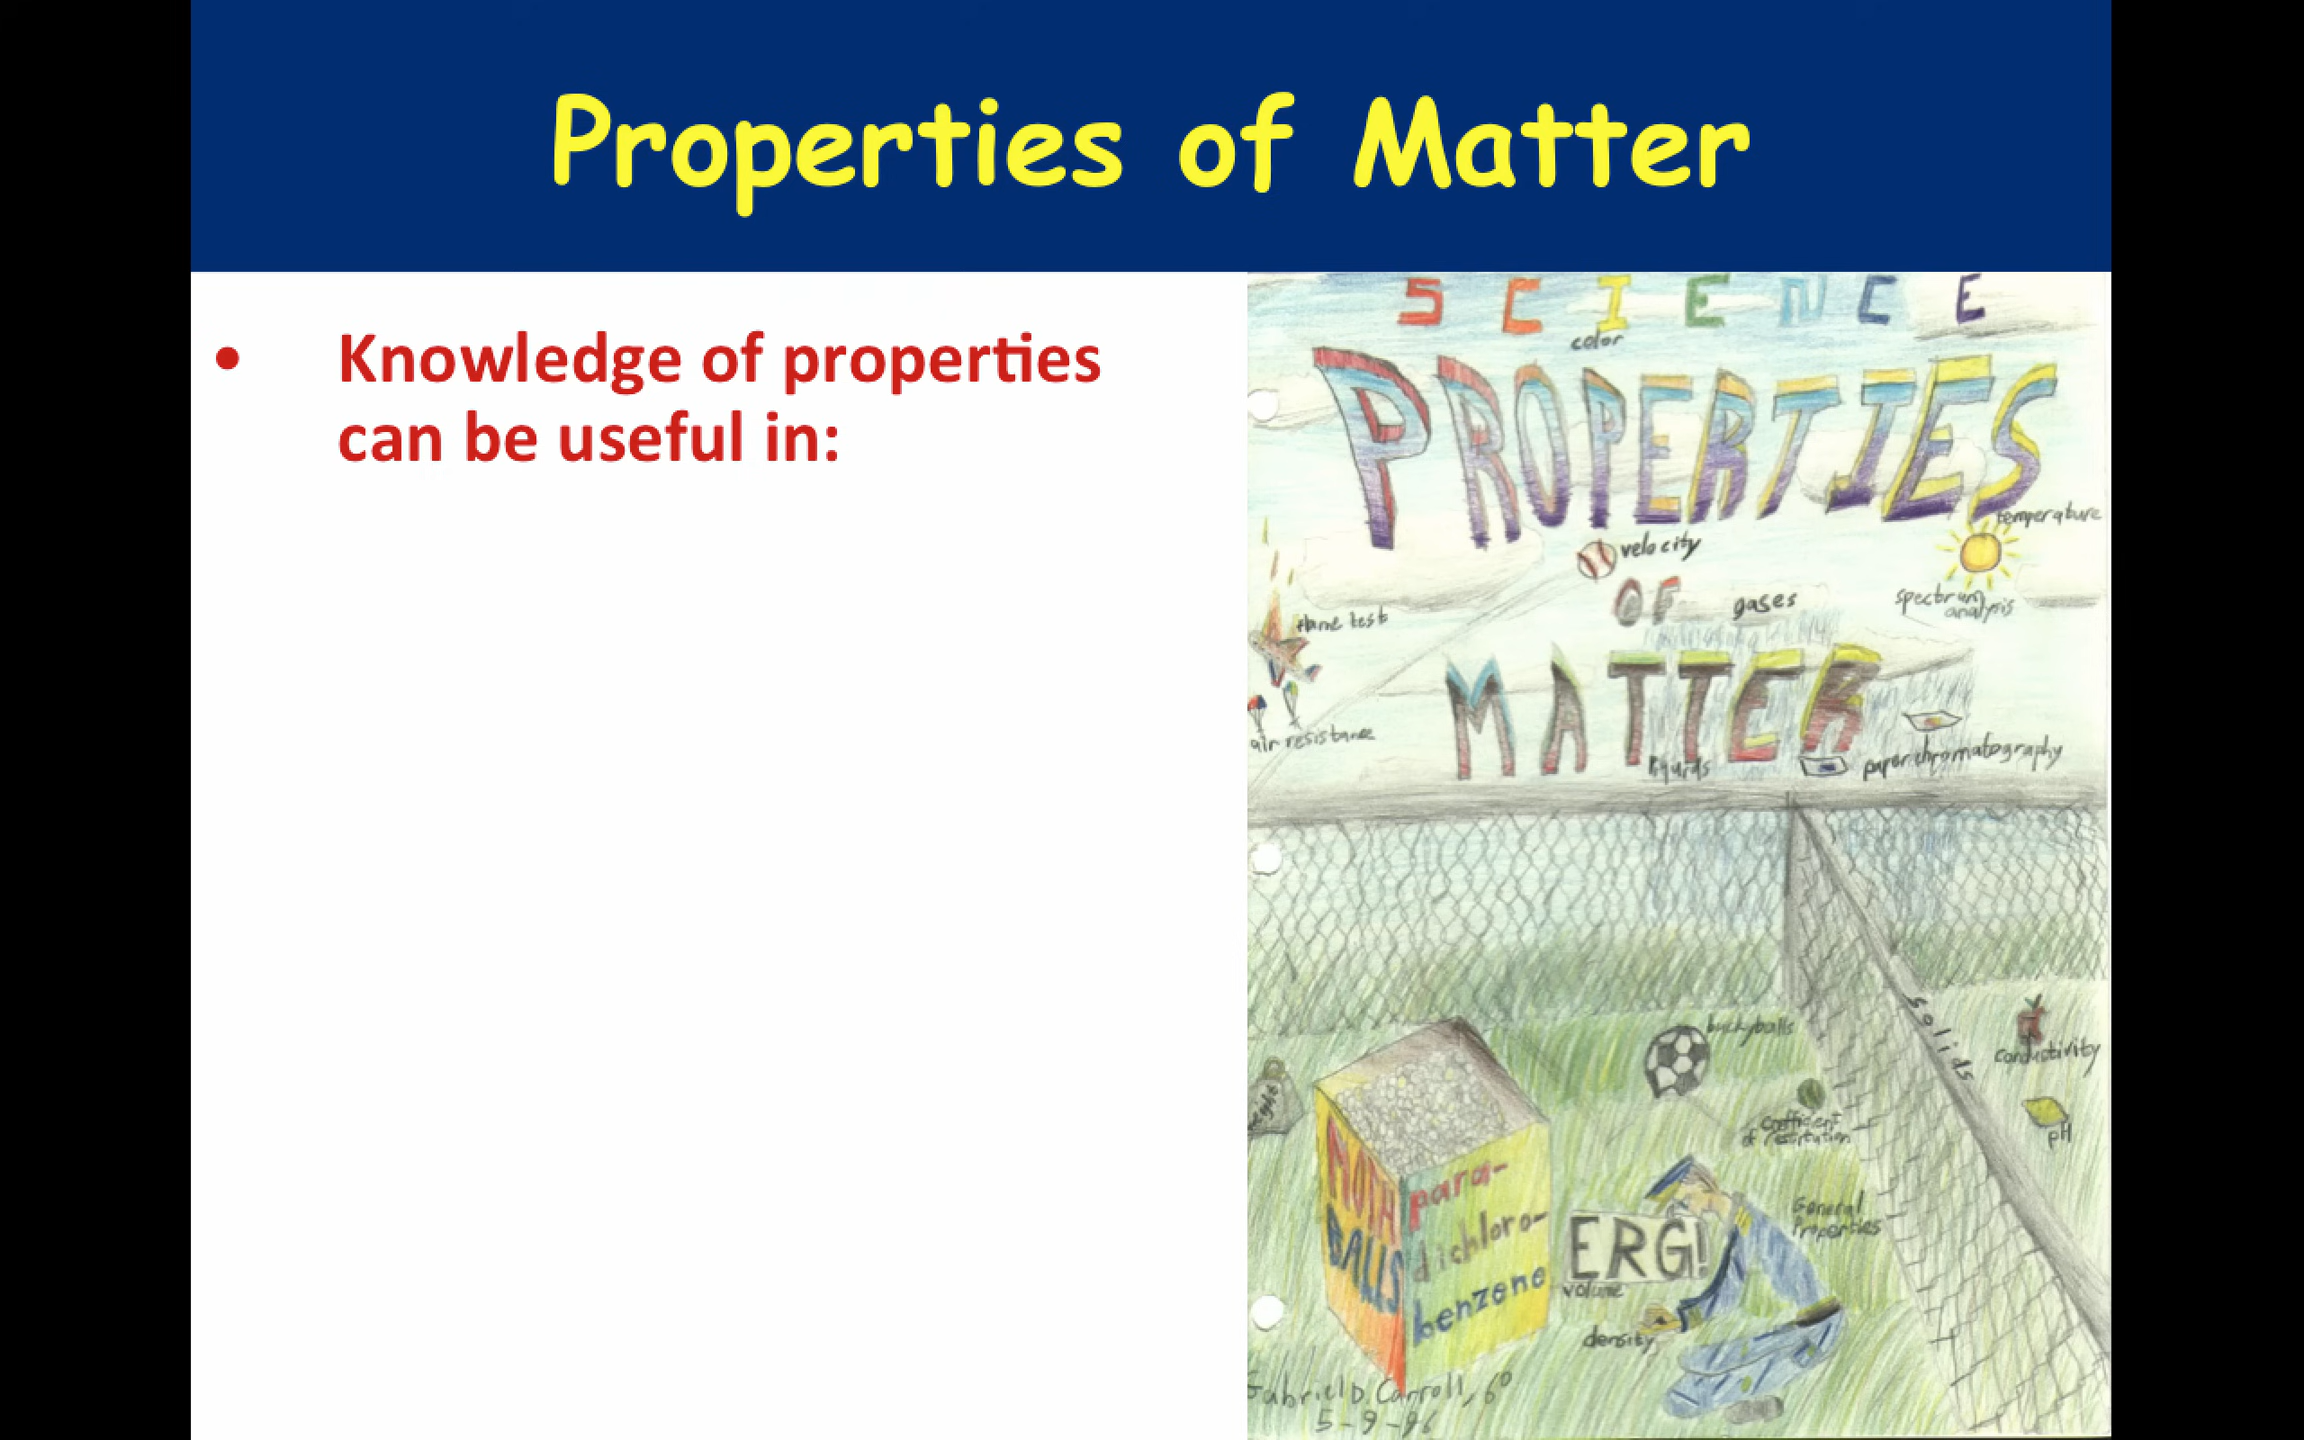 Properties of Matter
• Knowledge of properties
can be useful in:
SCIENCE
color
PROPERTIES
temperature
velocity
OF
gases
spectrum
analysis
flame test
MATTER
air resistance
liquids
paper chromatography
solids
buckyballs
conductivity
weight
coefficient
of restitution
pH
MOTH
BALLS
para-
dichloro-
benzene
ERG!
General
Properties
volume
density
Gabriel D. Carroll, 6º
5-9-96